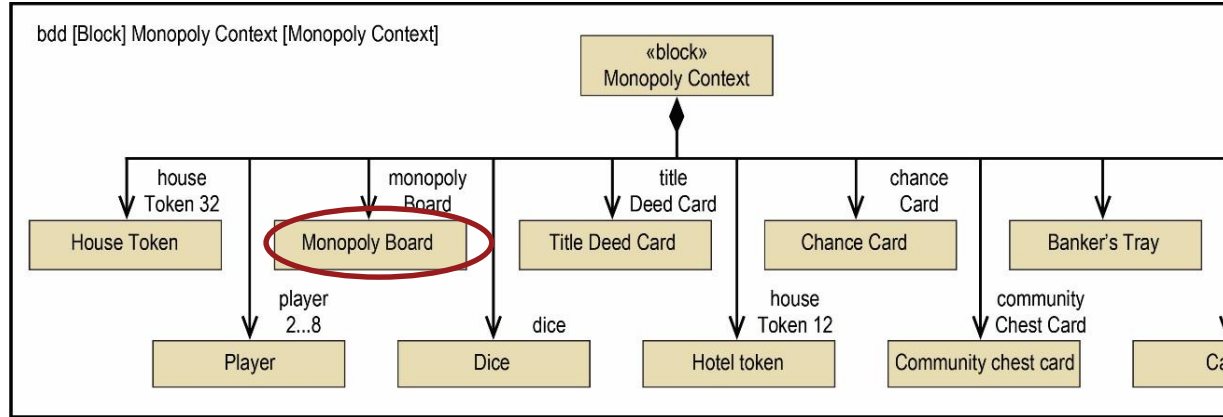 bdd [Block] Monopoly Context [Monopoly Context]
«block»
Monopoly Context
house
Token 32
monopoly
Board
title
Deed Card
chance
Card
House Token
Monopoly Board
Title Deed Card
Chance Card
Banker's Tray
player
2...8
dice
house
Token 12
community
Chest Card
Player
Dice
Hotel token
Community chest card